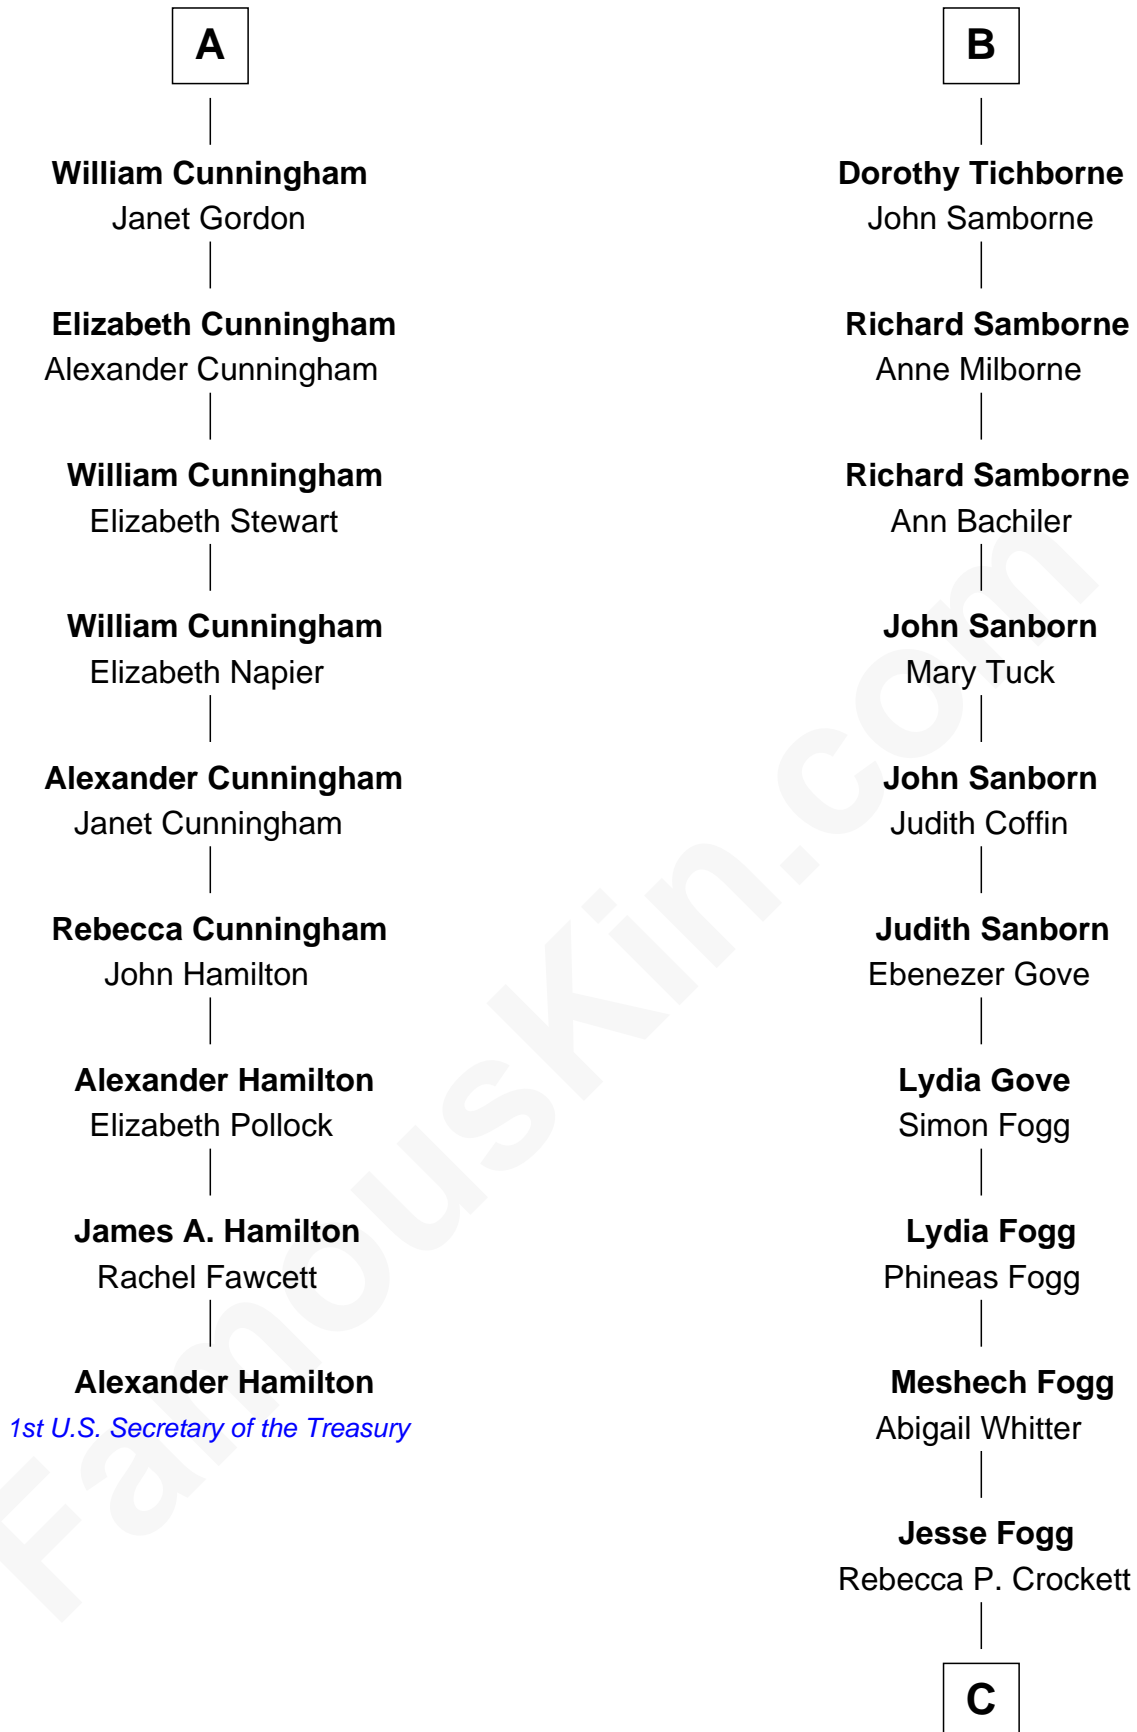 A
William Cunningham
Janet Gordon
Elizabeth Cunningham
Alexander Cunningham
William Cunningham
Elizabeth Stewart
William Cunningham
Elizabeth Napier
Alexander Cunningham
Janet Cunningham
Rebecca Cunningham
John Hamilton
Alexander Hamilton
Elizabeth Pollock
James A. Hamilton
Rachel Fawcett
Alexander Hamilton
1st U.S. Secretary of the Treasury
B
Dorothy Tichborne
John Samborne
Richard Samborne
Anne Milborne
Richard Samborne
Ann Bachiler
John Sanborn
Mary Tuck
John Sanborn
Judith Coffin
Judith Sanborn
Ebenezer Gove
Lydia Gove
Simon Fogg
Lydia Fogg
Phineas Fogg
Meshech Fogg
Abigail Whitter
Jesse Fogg
Rebecca P. Crockett
C
FamousKin.com